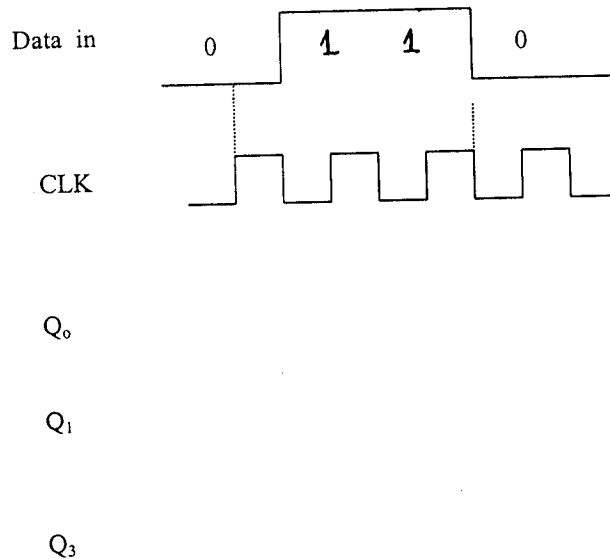 Data in
0 1 1 0
CLK
Qₒ
Q₁
Q₃